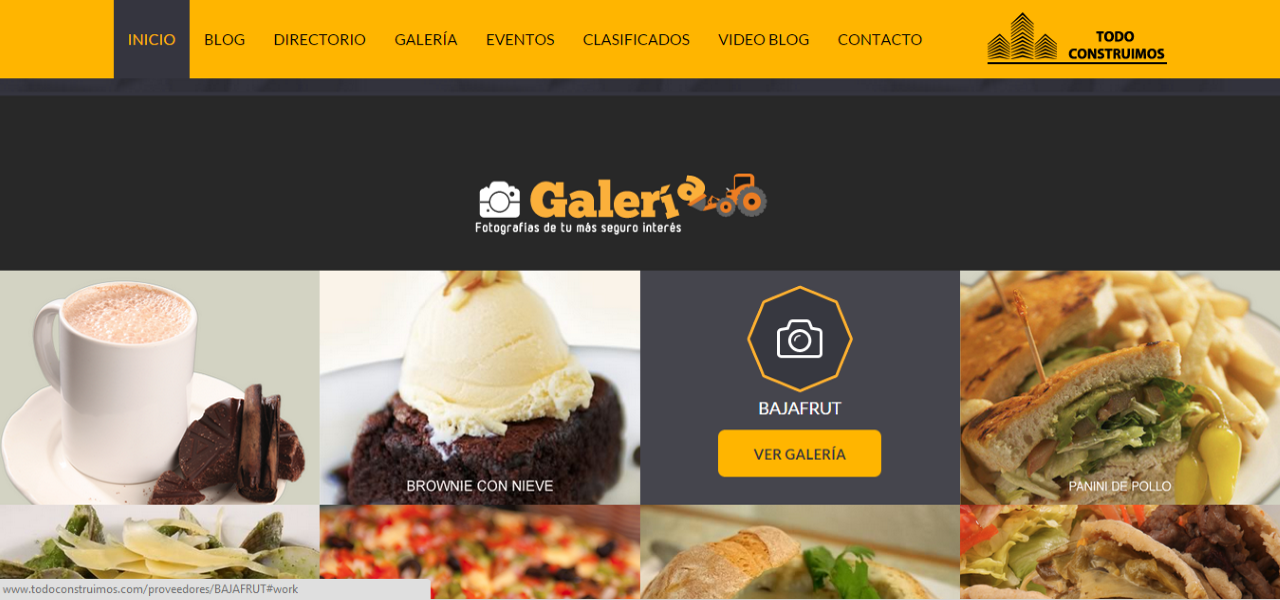 INICIO BLOG DIRECTORIO GALERÍA EVENTOS CLASIFICADOS VIDEO BLOG CONTACTO
TODO
CONSTRUIMOS
Galería
Fotografías de tu más seguro interés
BAJAFRUT
VER GALERÍA
BROWNIE CON NIEVE
PANINI DE POLLO
www.todoconstruimos.com/proveedores/BAJAFRUT#work